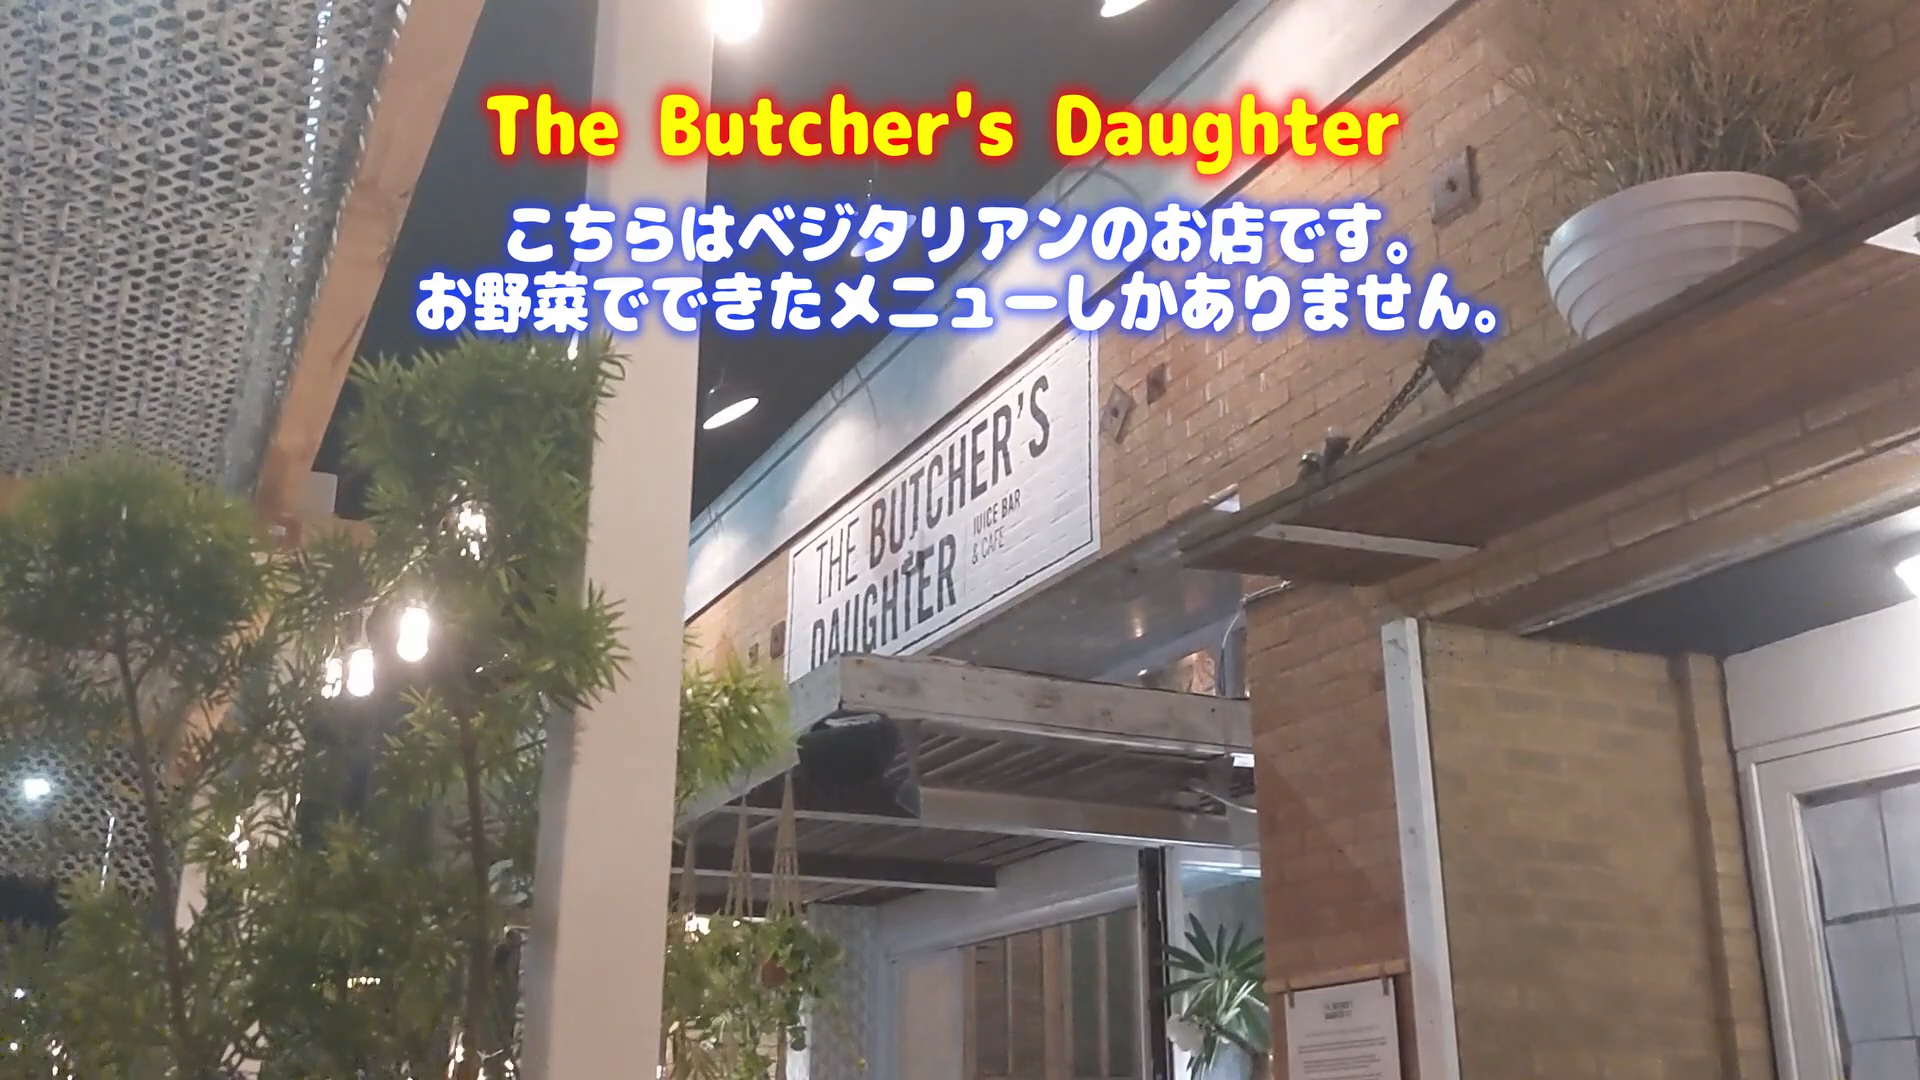 The Butcher's Daughter
こちらはベジタリアンのお店です。
お野菜でできたメニューしかありません。
THE BUTCHER'S
DAUGHTER
JUICE BAR
& CAFE